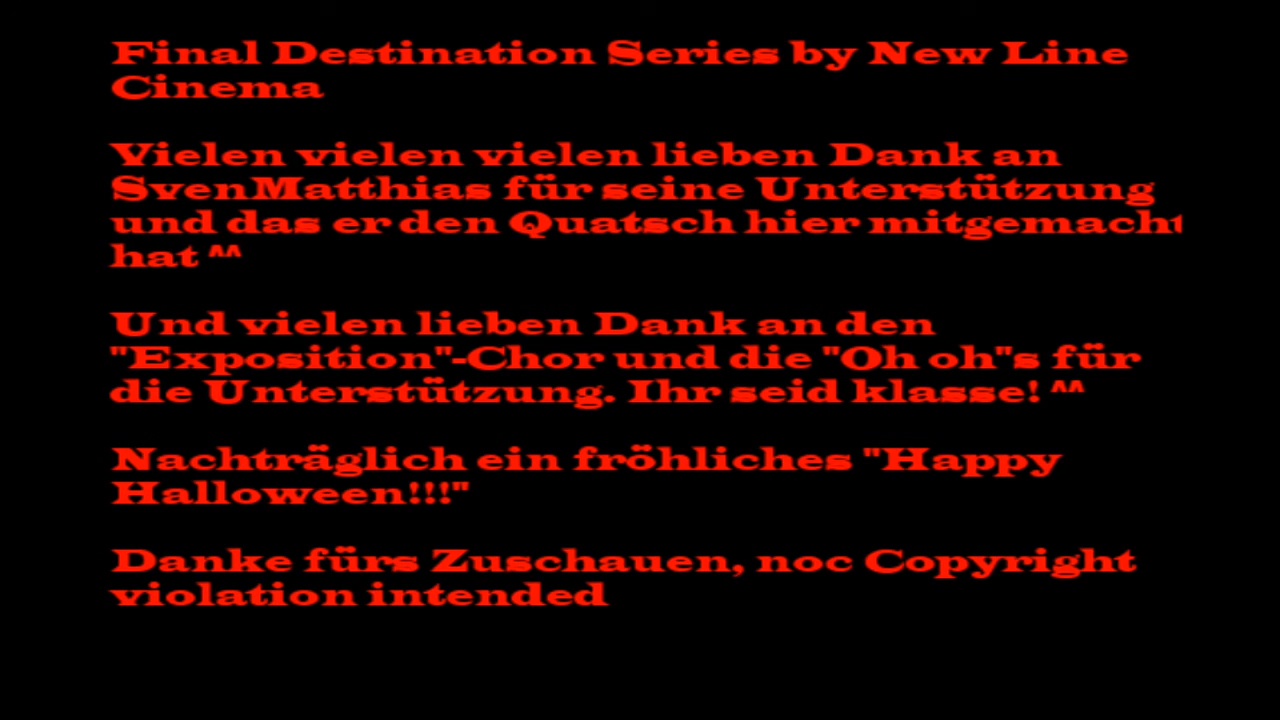 Final Destination Series by New Line
Cinema
Vielen vielen vielen lieben Dank an
SvenMatthias für seine Unterstützung
und das er den Quatsch hier mitgemacht
hat ^^
Und vielen lieben Dank an den
"Exposition"-Chor und die "Oh oh"s für
die Unterstützung. Ihr seid klasse! ^^
Nachträglich ein fröhliches "Happy
Halloween!!!"
Danke fürs Zuschauen, noc Copyright
violation intended